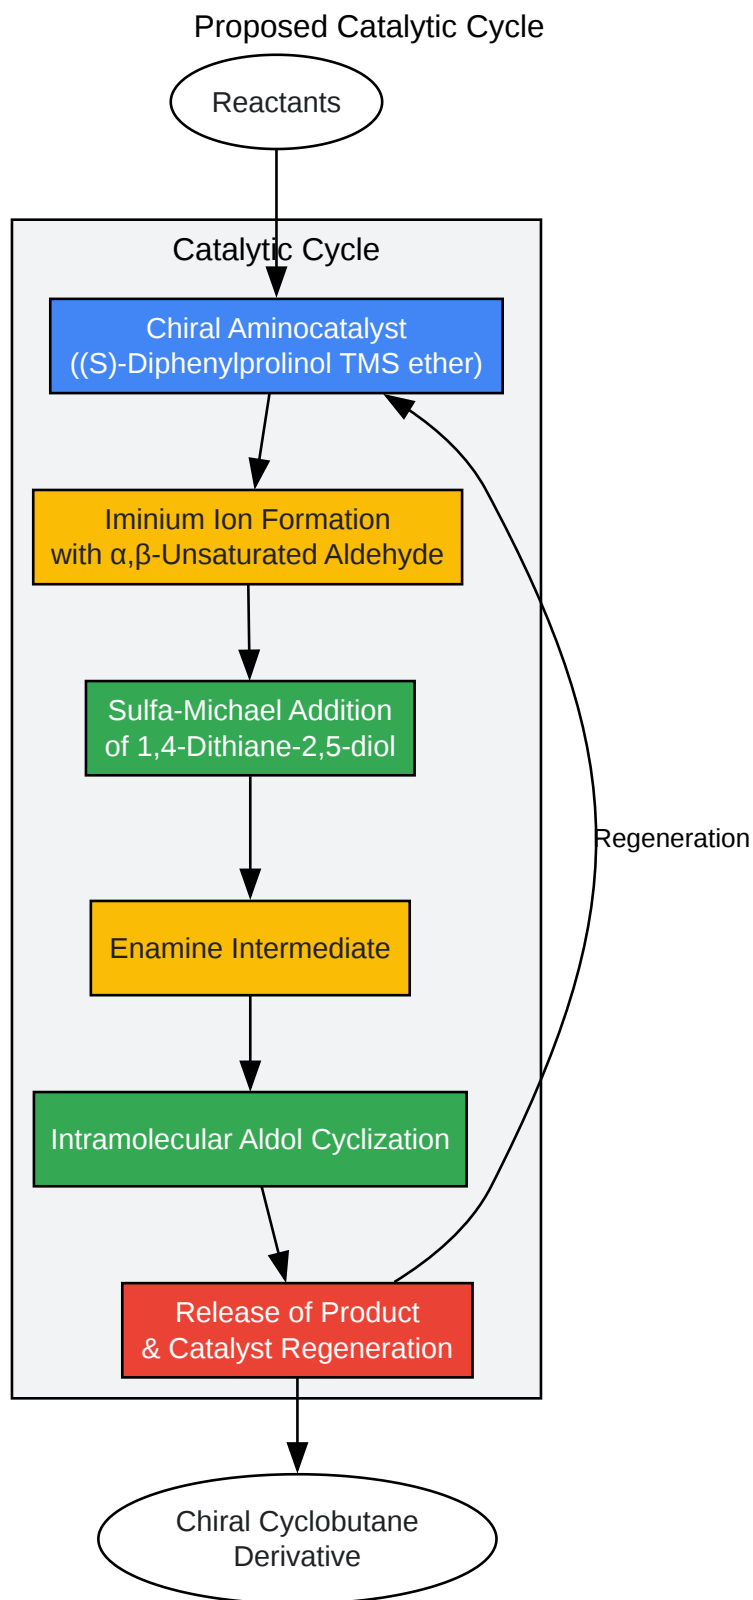 Proposed Catalytic Cycle
Reactants
Catalytic Cycle
Chiral Aminocatalyst
((S)-Diphenylprolinol TMS ether)
Iminium Ion Formation
with α,β-Unsaturated Aldehyde
Sulfa-Michael Addition
of 1,4-Dithiane-2,5-diol
Regeneration
Enamine Intermediate
Intramolecular Aldol Cyclization
Release of Product
& Catalyst Regeneration
Chiral Cyclobutane
Derivative